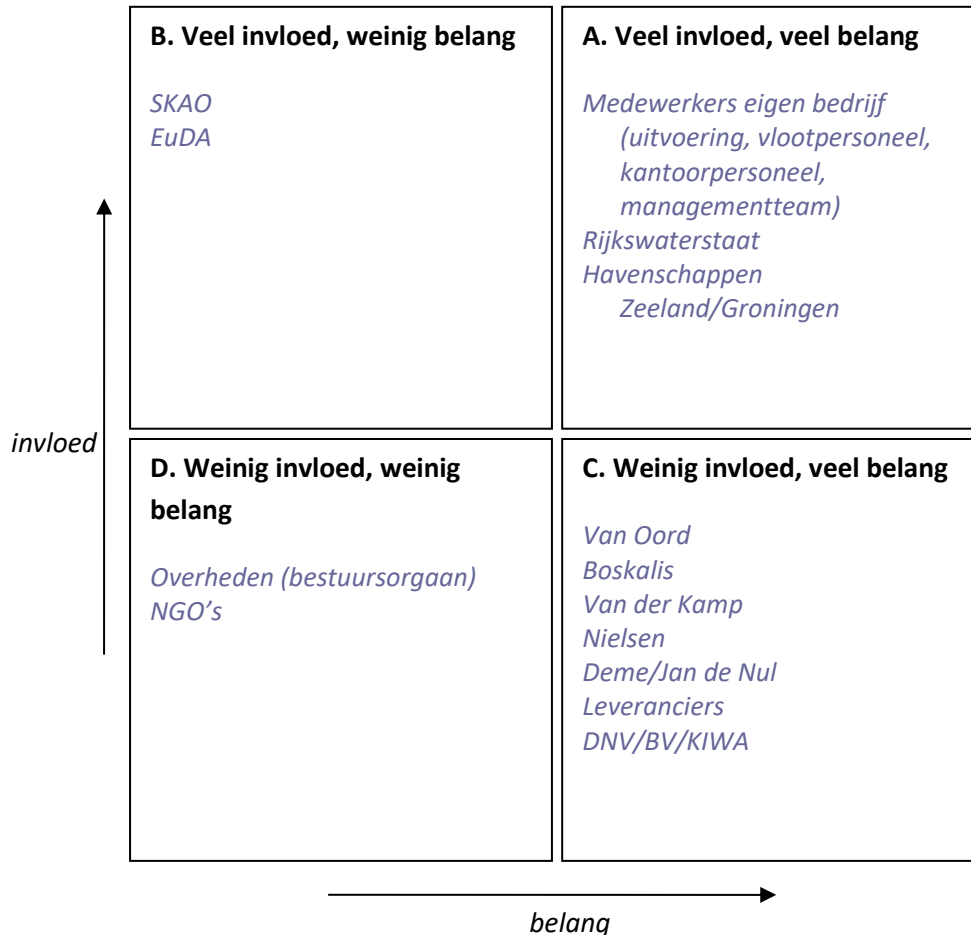 B. Veel invloed, weinig belang
SKAO
EuDA
A. Veel invloed, veel belang
Medewerkers eigen bedrijf
(uitvoering, vlootpersoneel,
kantoorpersoneel,
managementteam)
Rijkswaterstaat
Havenschappen
Zeeland/Groningen
invloed
D. Weinig invloed, weinig
belang
Overheden (bestuursorgaan)
NGO’s
C. Weinig invloed, veel belang
Van Oord
Boskalis
Van der Kamp
Nielsen
Deme/Jan de Nul
Leveranciers
DNV/BV/KIWA
belang